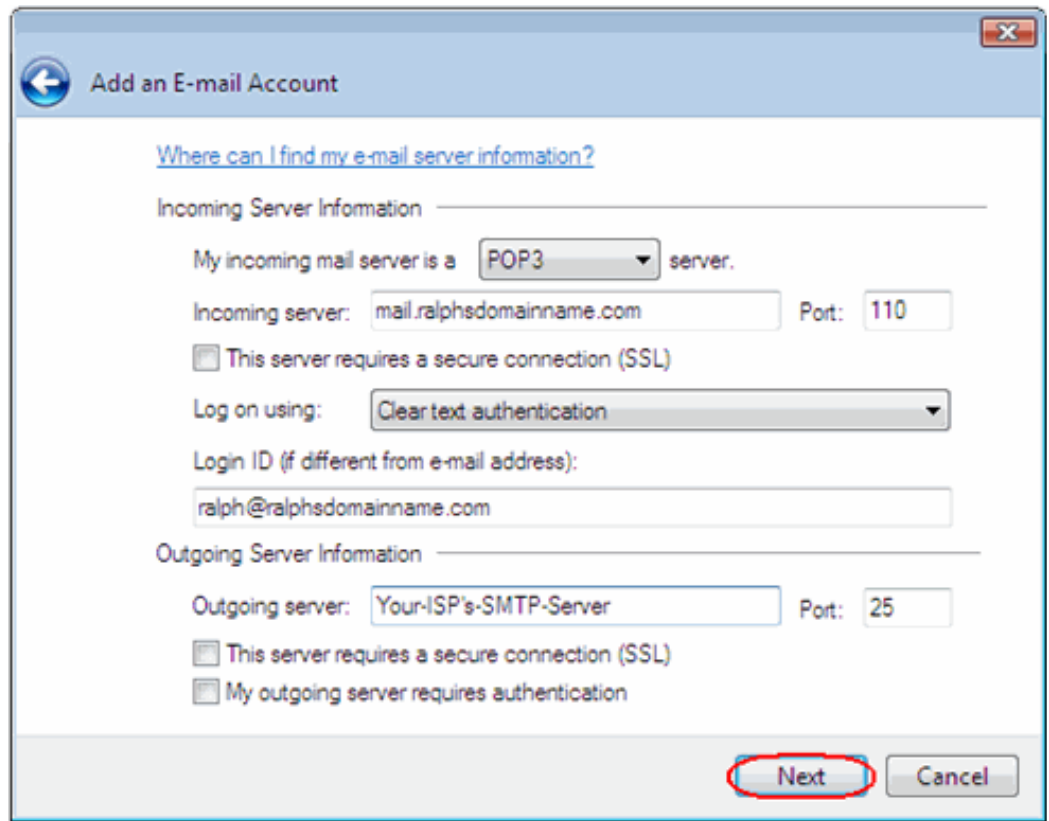 Add an E-mail Account
Where can I find my e-mail server information?
Incoming Server Information
My incoming mail server is a POP3 server.
Incoming server: mail.ralphsdomainname.com Port: 110
This server requires a secure connection (SSL)
Log on using: Clear text authentication
Login ID (if different from e-mail address):
ralph@ralphsdomainname.com
Outgoing Server Information
Outgoing server: Your-ISP's-SMTP-Server Port: 25
This server requires a secure connection (SSL)
My outgoing server requires authentication
Next Cancel